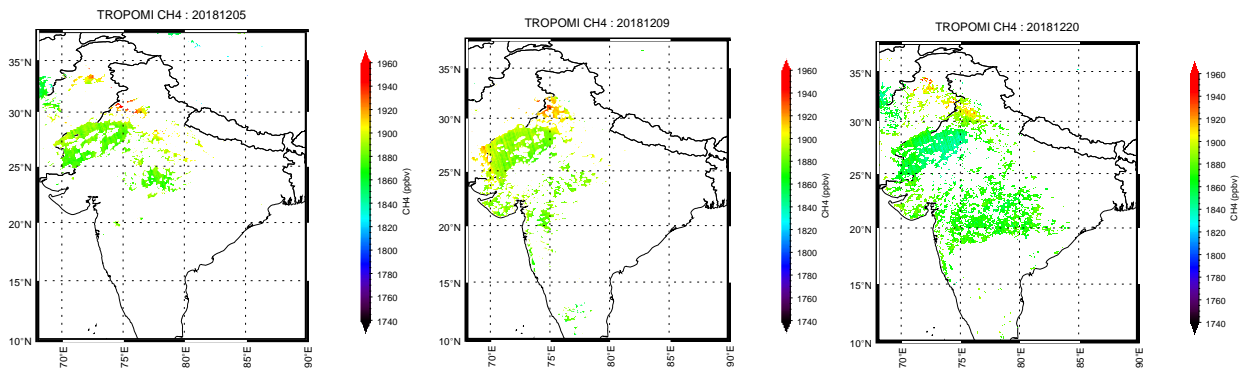 TROPOMI CH4 : 20181205
35°N
30°N
25°N
20°N
15°N
10°N
70°E
75°E
80°E
85°E
90°E
1960
1940
1920
1900
1880
1860
1840
1820
1800
1780
1760
1740
CH4 (ppbv)
TROPOMI CH4 : 20181209
35°N
30°N
25°N
20°N
15°N
10°N
70°E
75°E
80°E
85°E
90°E
1960
1940
1920
1900
1880
1860
1840
1820
1800
1780
1760
1740
CH4 (ppbv)
TROPOMI CH4 : 20181220
35°N
30°N
25°N
20°N
15°N
10°N
70°E
75°E
80°E
85°E
90°E
1960
1940
1920
1900
1880
1860
1840
1820
1800
1780
1760
1740
CH4 (ppbv)